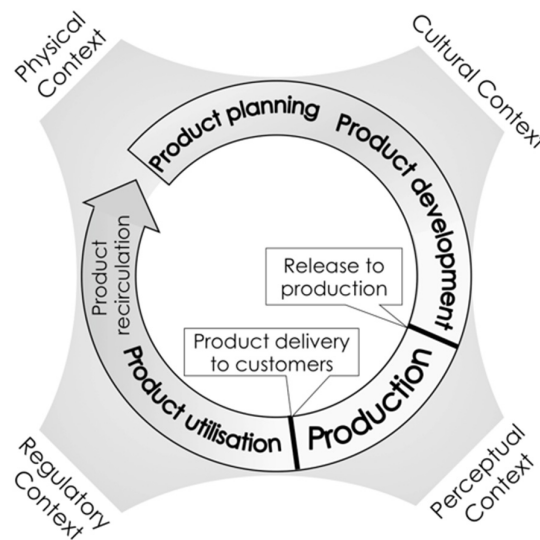 Physical
Context
Cultural Context
Product planning
Product development
Release to
production
Product
recirculation
Product delivery
to customers
Product utilisation
Production
Regulatory
Context
Perceptual
Context